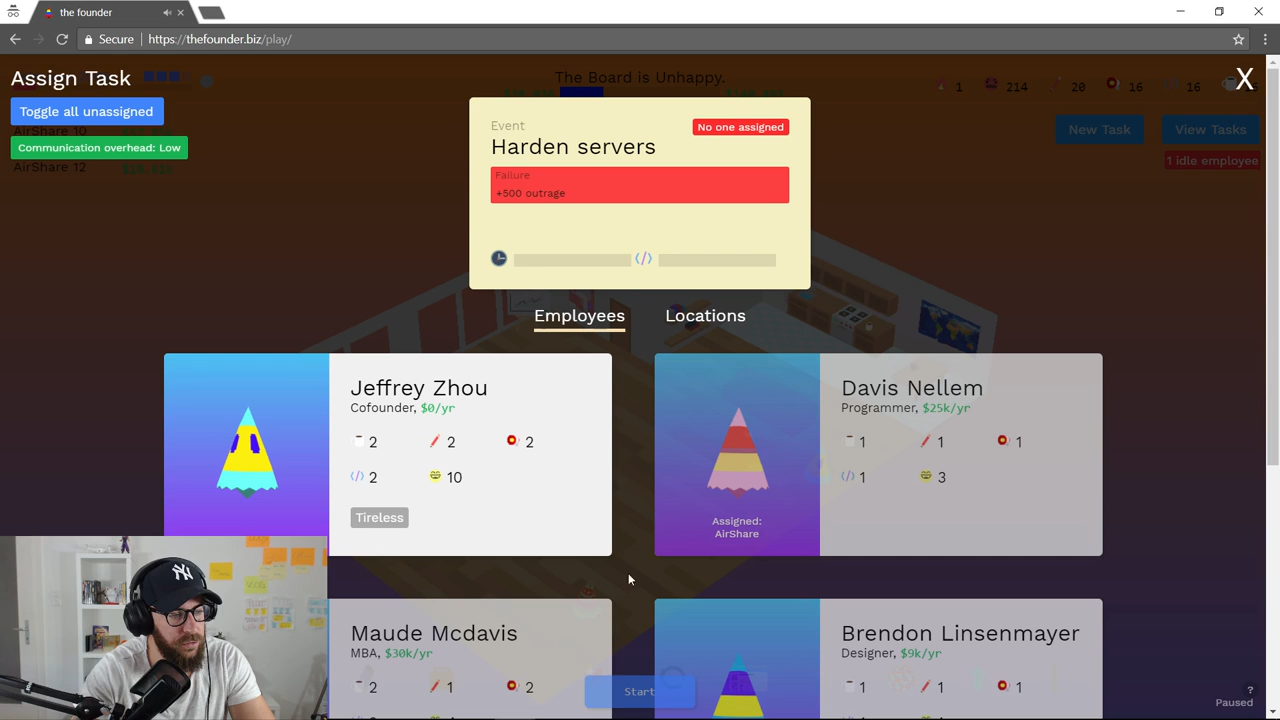 the founder
Secure
https://thefounder.biz/play/
Assign Task
The Board is Unhappy.
X
1
214
20
16
16
Toggle all unassigned
AirShare 10
Communication overhead: Low
AirShare 12
New Task
View Tasks
1 idle employee
Event
No one assigned
Harden servers
Failure
+500 outrage
Employees
Locations
Jeffrey Zhou
Cofounder, $0/yr
2
2
2
</> 2
10
Tireless
Davis Nellem
Programmer, $25k/yr
1
1
1
</> 1
3
Assigned:
AirShare
Maude Mcdavis
MBA, $30k/yr
2
1
2
Brendon Linsenmayer
Designer, $9k/yr
1
1
1
Start
?
Paused